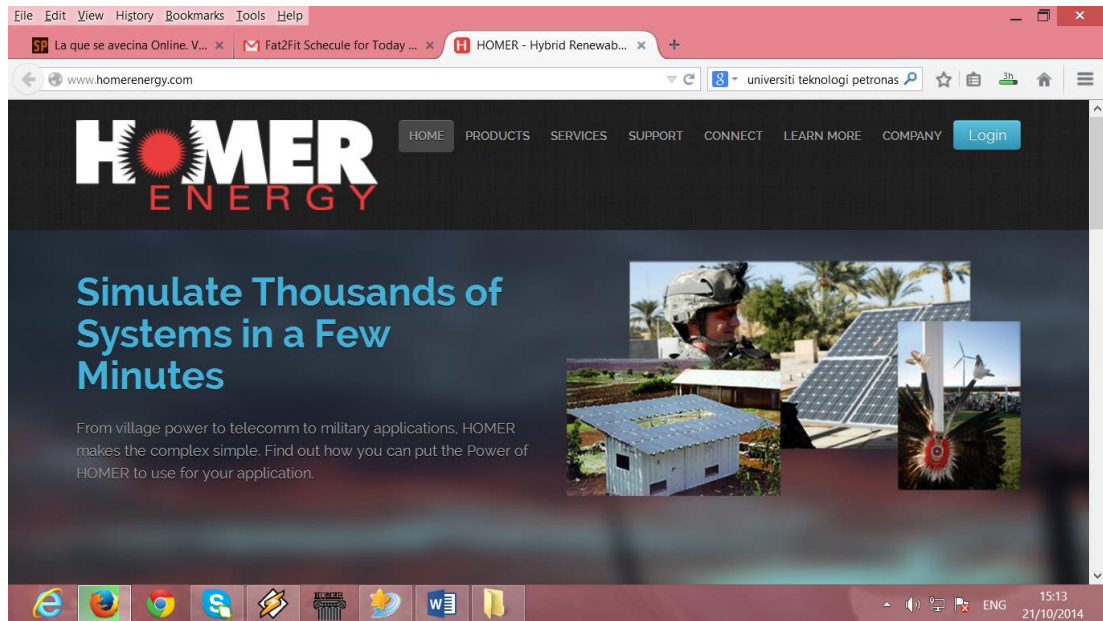 File Edit View History Bookmarks Tools Help
SP La que se avecina Online. V... × Fat2Fit Schecule for Today ... × H HOMER - Hybrid Renewab... × +
www.homerenergy.com 8 universiti teknologi petronas 3h
HOMER
ENERGY
HOME PRODUCTS SERVICES SUPPORT CONNECT LEARN MORE COMPANY Login
Simulate Thousands of
Systems in a Few
Minutes
From village power to telecomm to military applications, HOMER
makes the complex simple. Find out how you can put the Power of
HOMER to use for your application.
ENG 15:13
21/10/2014